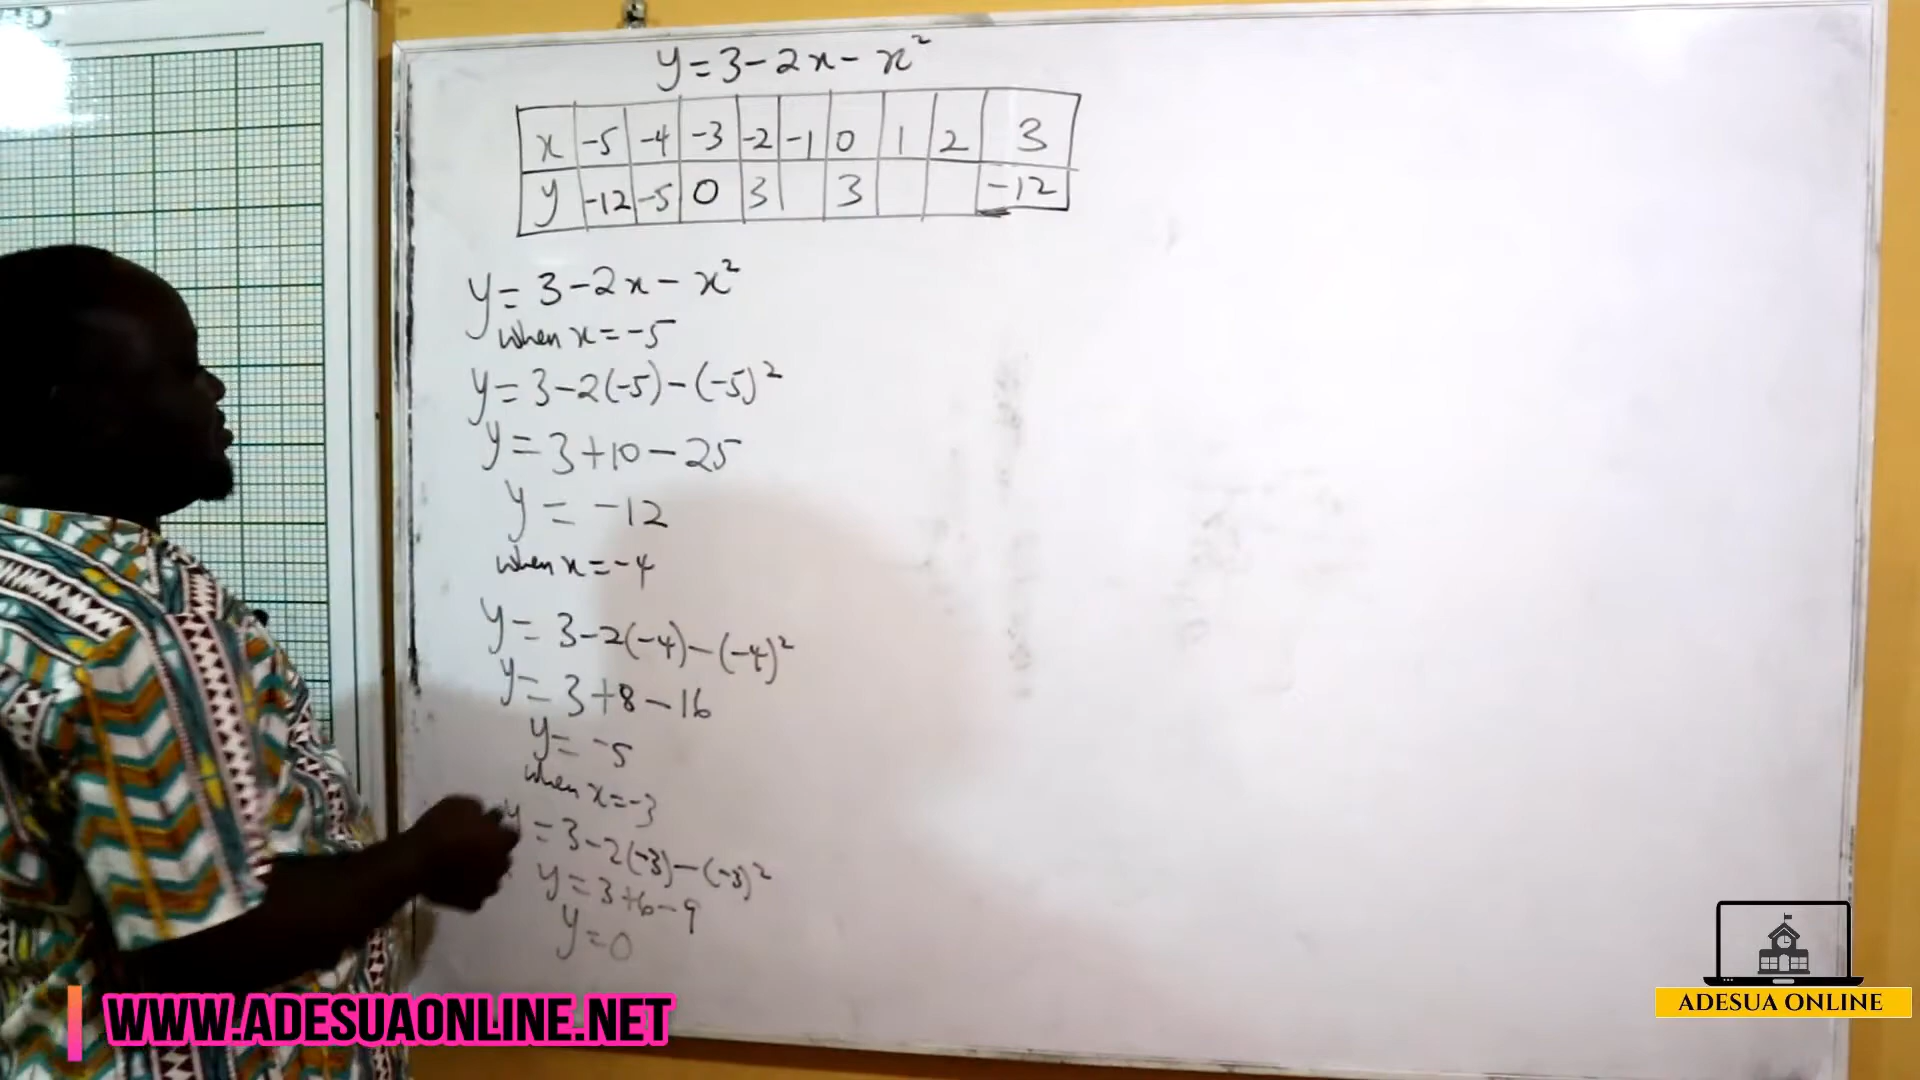 y = 3 - 2x - x²
x -5 -4 -3 -2 -1 0 1 2 3
y -12 -5 0 3 3 -12
y = 3 - 2x - x²
when x = -5
y = 3 - 2(-5) - (-5)²
y = 3 + 10 - 25
y = -12
when x = -4
y = 3 - 2(-4) - (-4)²
y = 3 + 8 - 16
y = -5
when x = -3
y = 3 - 2(-3) - (-3)²
y = 3 + 6 - 9
y = 0
WWW.ADESUAONLINE.NET
ADESUA ONLINE